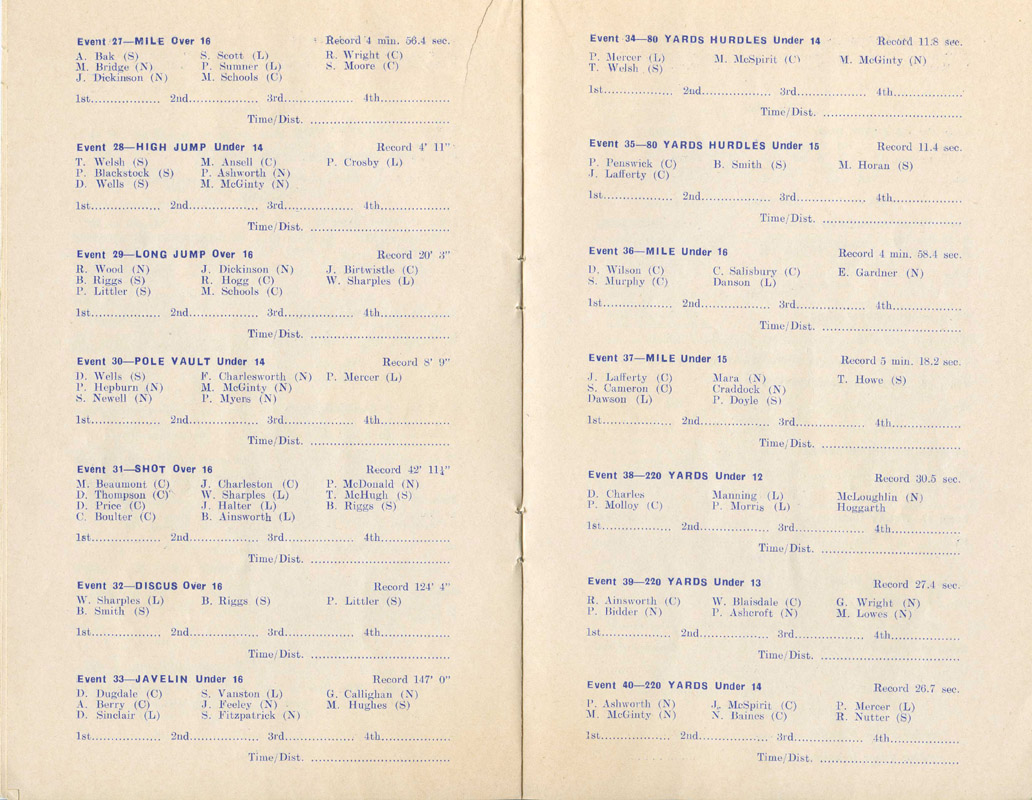 Event 27—MILE Over 16 Record 4 min. 56.4 sec.
A. Bak (S) S. Scott (L) R. Wright (C)
M. Bridge (N) P. Sumner (L) S. Moore (C)
J. Dickinson (N) M. Schools (C)
1st................. 2nd........................ 3rd........................ 4th.................
Time/Dist. ..................................
Event 28—HIGH JUMP Under 14 Record 4' 11"
T. Welsh (S) M. Ansell (C) P. Crosby (L)
P. Blackstock (S) P. Ashworth (N)
D. Wells (S) M. McGinty (N)
1st................. 2nd........................ 3rd........................ 4th.................
Time/Dist. ..................................
Event 29—LONG JUMP Over 16 Record 20' 3"
R. Wood (N) J. Dickinson (N) J. Birtwistle (C)
B. Riggs (S) R. Hogg (C) W. Sharples (L)
P. Littler (S) M. Schools (C)
1st................. 2nd........................ 3rd........................ 4th.................
Time/Dist. ..................................
Event 30—POLE VAULT Under 14 Record 8' 9"
D. Wells (S) F. Charlesworth (N) P. Mercer (L)
P. Hepburn (N) M. McGinty (N)
S. Newell (N) P. Myers (N)
1st................. 2nd........................ 3rd........................ 4th.................
Time/Dist. ..................................
Event 31—SHOT Over 16 Record 42' 11¼"
M. Beaumont (C) J. Charleston (C) P. McDonald (N)
D. Thompson (C) W. Sharples (L) T. McHugh (S)
D. Price (C) J. Halter (L) B. Riggs (S)
C. Boulter (C) B. Ainsworth (L)
1st................. 2nd........................ 3rd........................ 4th.................
Time/Dist. ..................................
Event 32—DISCUS Over 16 Record 124' 4"
W. Sharples (L) B. Riggs (S) P. Littler (S)
B. Smith (S)
1st................. 2nd........................ 3rd........................ 4th.................
Time/Dist. ..................................
Event 33—JAVELIN Under 16 Record 147' 0"
D. Dugdale (C) S. Vanston (L) G. Callighan (N)
A. Berry (C) J. Feeley (N) M. Hughes (S)
D. Sinclair (L) S. Fitzpatrick (N)
1st................. 2nd........................ 3rd........................ 4th.................
Time/Dist. ..................................
Event 34—80 YARDS HURDLES Under 14 Record 11.8 sec.
P. Mercer (L) M. McSpirit (C) M. McGinty (N)
T. Welsh (S)
1st................. 2nd........................ 3rd........................ 4th.................
Time/Dist. ..................................
Event 35—80 YARDS HURDLES Under 15 Record 11.4 sec.
P. Penswick (C) B. Smith (S) M. Horan (S)
J. Lafferty (C)
1st................. 2nd........................ 3rd........................ 4th.................
Time/Dist. ..................................
Event 36—MILE Under 16 Record 4 min. 58.4 sec.
D. Wilson (C) C. Salisbury (C) E. Gardner (N)
S. Murphy (C) Danson (L)
1st................. 2nd........................ 3rd........................ 4th.................
Time/Dist. ..................................
Event 37—MILE Under 15 Record 5 min. 18.2 sec.
J. Lafferty (C) Mara (N) T. Howe (S)
S. Cameron (C) Craddock (N)
Dawson (L) P. Doyle (S)
1st................. 2nd........................ 3rd........................ 4th.................
Time/Dist. ..................................
Event 38—220 YARDS Under 12 Record 30.5 sec.
D. Charles Manning (L) McLoughlin (N)
P. Molloy (C) P. Morris (L) Hoggarth
1st................. 2nd........................ 3rd........................ 4th.................
Time/Dist. ..................................
Event 39—220 YARDS Under 13 Record 27.4 sec.
R. Ainsworth (C) W. Blaisdale (C) G. Wright (N)
P. Bidder (N) P. Ashcroft (N) M. Lowes (N)
1st................. 2nd........................ 3rd........................ 4th.................
Time/Dist. ..................................
Event 40—220 YARDS Under 14 Record 26.7 sec.
P. Ashworth (N) J. McSpirit (C) P. Mercer (L)
M. McGinty (N) N. Baines (C) R. Nutter (S)
1st................. 2nd........................ 3rd........................ 4th.................
Time/Dist. ..................................